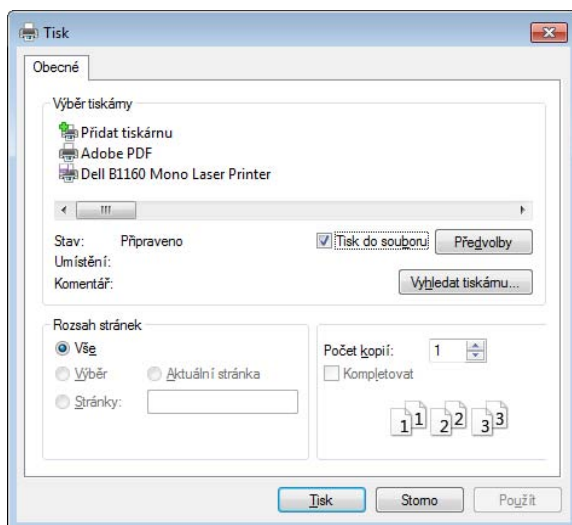 Tisk
Obecné
Výběr tiskárny
Přidat tiskárnu
Adobe PDF
Dell B1160 Mono Laser Printer
Stav: Připraveno
Tisk do souboru
Předvolby
Umístění:
Komentář:
Vyhledat tiskárnu...
Rozsah stránek
Vše
Výběr
Aktuální stránka
Stránky:
Počet kopií: 1
Kompletovat
1 1 2 2 3 3
Tisk
Storno
Použít